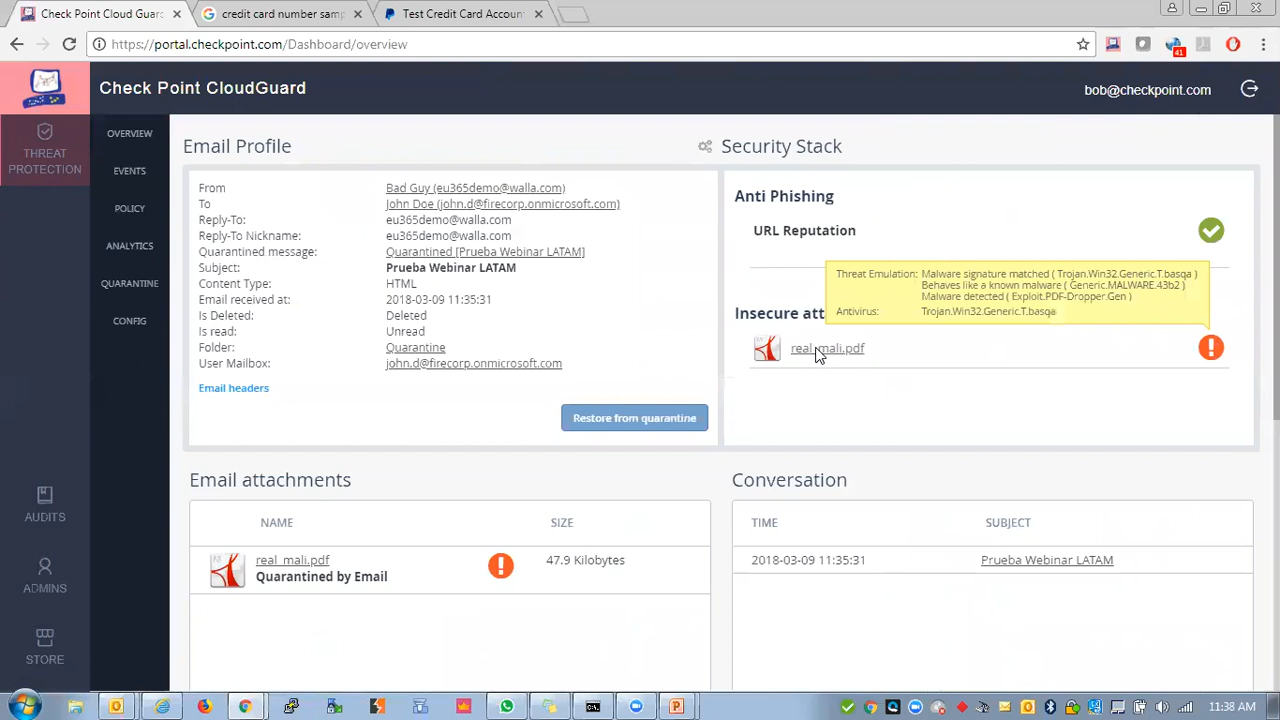 Check Point Cloud Guar
credit card number sam
Test Credit Card Accoun
https://portal.checkpoint.com/Dashboard/overview
41
Check Point CloudGuard
bob@checkpoint.com
THREAT
PROTECTION
AUDITS
ADMINS
STORE
OVERVIEW
EVENTS
POLICY
ANALYTICS
QUARANTINE
CONFIG
Email Profile
From Bad Guy (eu365demo@walla.com)
To John Doe (john.d@firecorp.onmicrosoft.com)
Reply-To: eu365demo@walla.com
Reply-To Nickname: eu365demo@walla.com
Quarantined message: Quarantined [Prueba Webinar LATAM]
Subject: Prueba Webinar LATAM
Content Type: HTML
Email received at: 2018-03-09 11:35:31
Is Deleted: Deleted
Is read: Unread
Folder: Quarantine
User Mailbox: john.d@firecorp.onmicrosoft.com
Email headers
Restore from quarantine
Security Stack
Anti Phishing
URL Reputation
Threat Emulation: Malware signature matched ( Trojan.Win32.Generic.T.basqa )
Behaves like a known malware ( Generic.MALWARE.43b2 )
Malware detected ( Exploit.PDF-Dropper.Gen )
Antivirus: Trojan.Win32.Generic.T.basqa
Insecure att
real_mali.pdf
Email attachments
NAME SIZE
real_mali.pdf 47.9 Kilobytes
Quarantined by Email
Conversation
TIME SUBJECT
2018-03-09 11:35:31 Prueba Webinar LATAM
11:38 AM